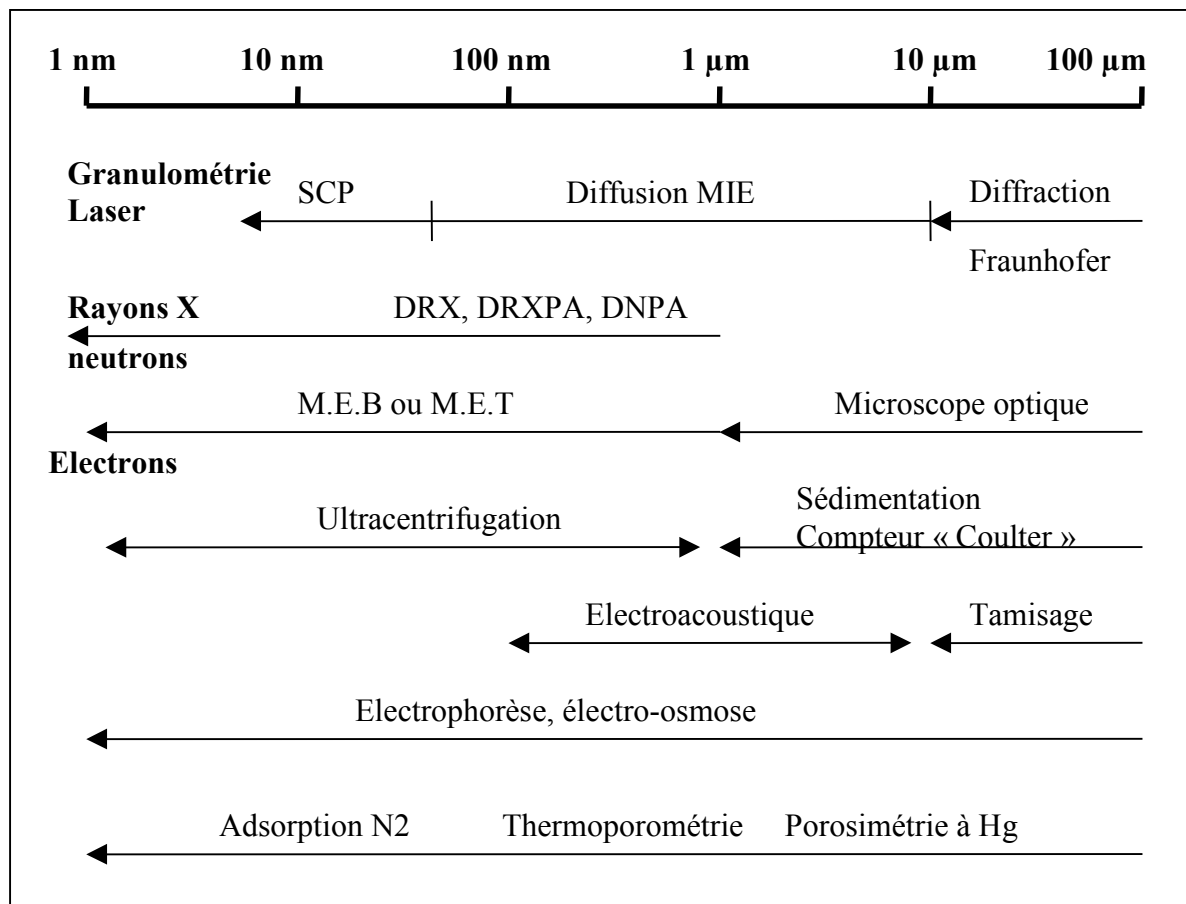 1 nm 10 nm 100 nm 1 µm 10 µm 100 µm
Granulométrie
Laser
SCP Diffusion MIE Diffraction
Fraunhofer
Rayons X DRX, DRXPA, DNPA
neutrons
M.E.B ou M.E.T Microscope optique
Electrons
Ultracentrifugation
Sédimentation
Compteur « Coulter »
Electroacoustique Tamisage
Electrophorèse, électro-osmose
Adsorption N2 Thermoporométrie Porosimétrie à Hg